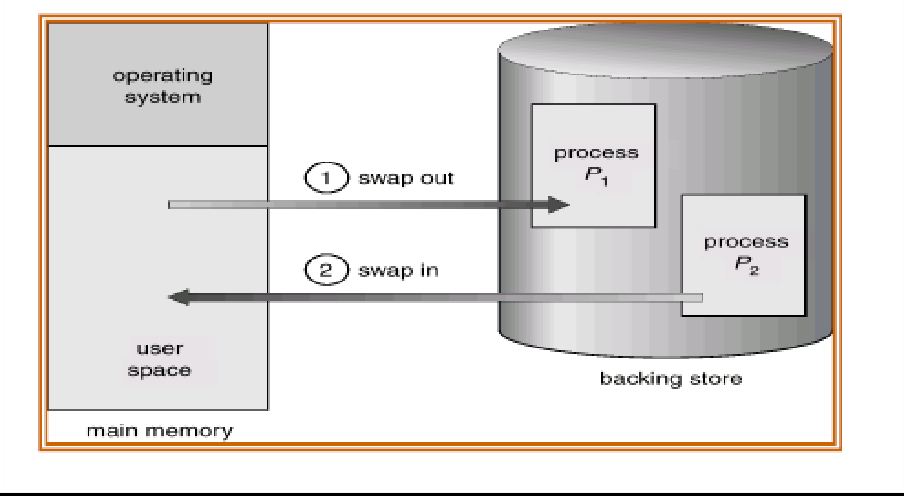 operating
system
process
P1
1 swap out
process
P2
2 swap in
user
space
backing store
main memory